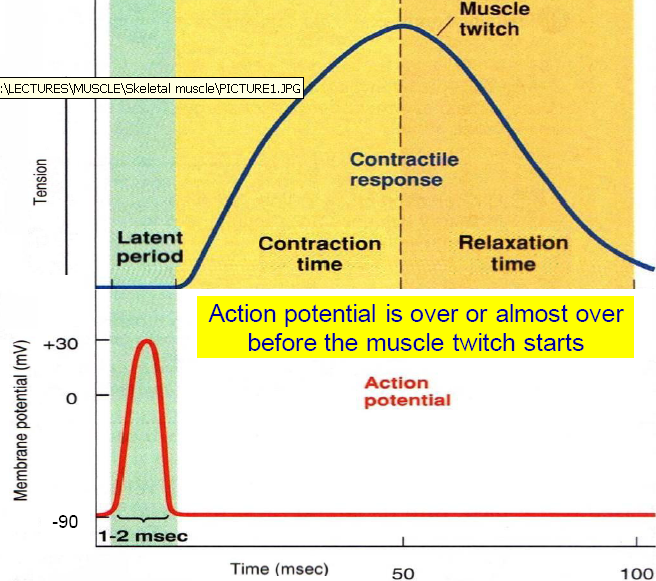 Muscle
twitch
:\LECTURES\MUSCLE\Skeletal muscle\PICTURE1.JPG
Tension
Contractile
response
Latent
period
Contraction
time
Relaxation
time
Action potential is over or almost over
before the muscle twitch starts
Membrane potential (mV)
+30
0
-90
Action
potential
1-2 msec
Time (msec)
50
100